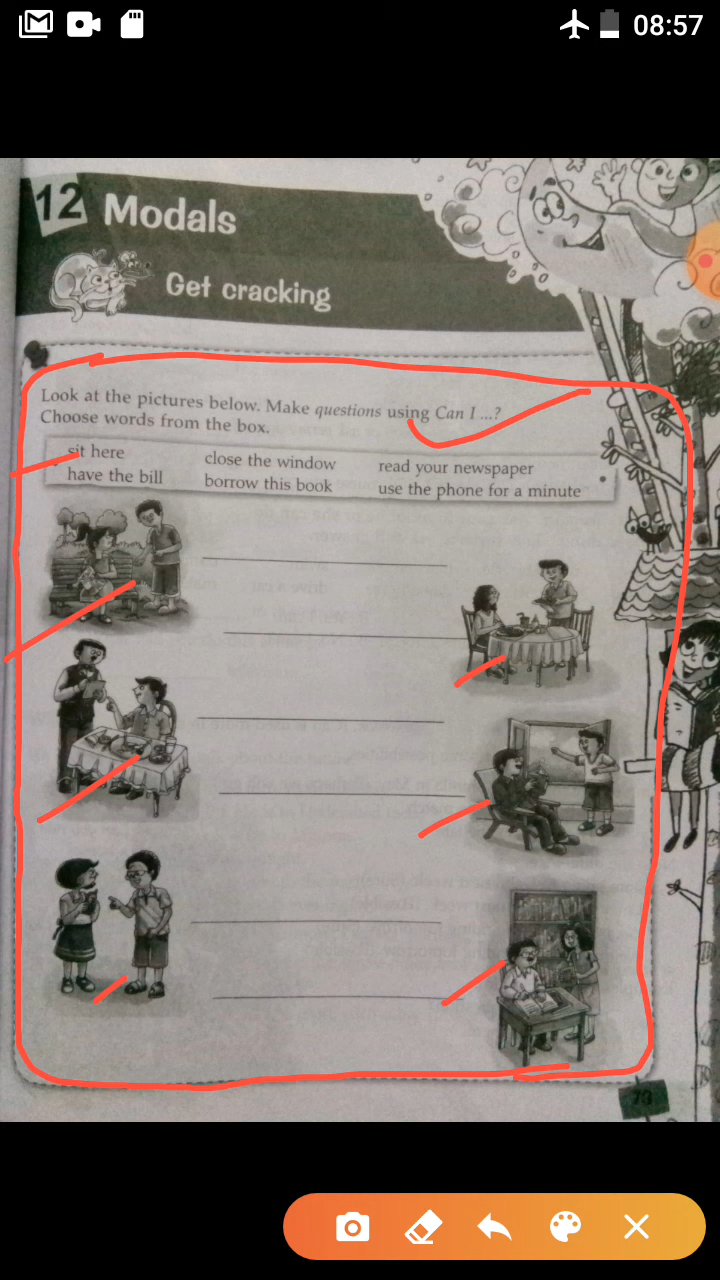 08:57
12 Modals
Get cracking
Look at the pictures below. Make questions using Can I ...?
Choose words from the box.
sit here
close the window
read your newspaper
have the bill
borrow this book
use the phone for a minute